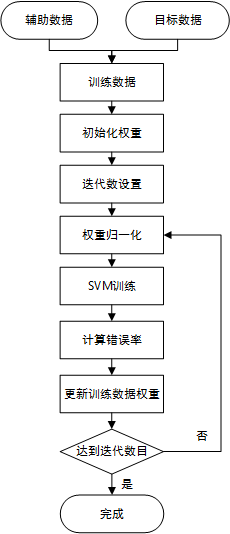 辅助数据
目标数据
训练数据
初始化权重
迭代数设置
权重归一化
SVM训练
计算错误率
更新训练数据权重
达到迭代数目
否
是
完成